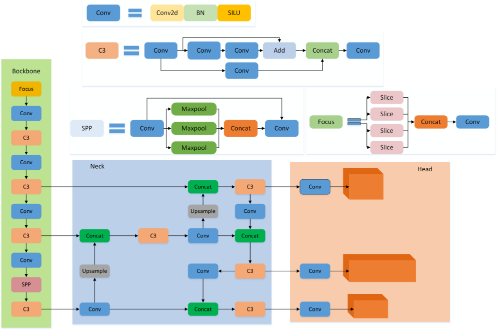 Conv = Conv2d BN SiLU
C3 = Conv Conv Conv Add Concat Conv
Conv
Backbone
Focus
Conv
C3
Conv
C3
Conv
C3
Conv
SPP
C3
SPP = Conv Maxpool Concat Conv
Maxpool
Maxpool
Focus = Slice Concat Conv
Slice
Slice
Slice
Neck
Concat C3
Upsample Conv
Concat C3 Conv Concat
Upsample Conv C3
Conv Concat C3
Head
Conv
Conv
Conv